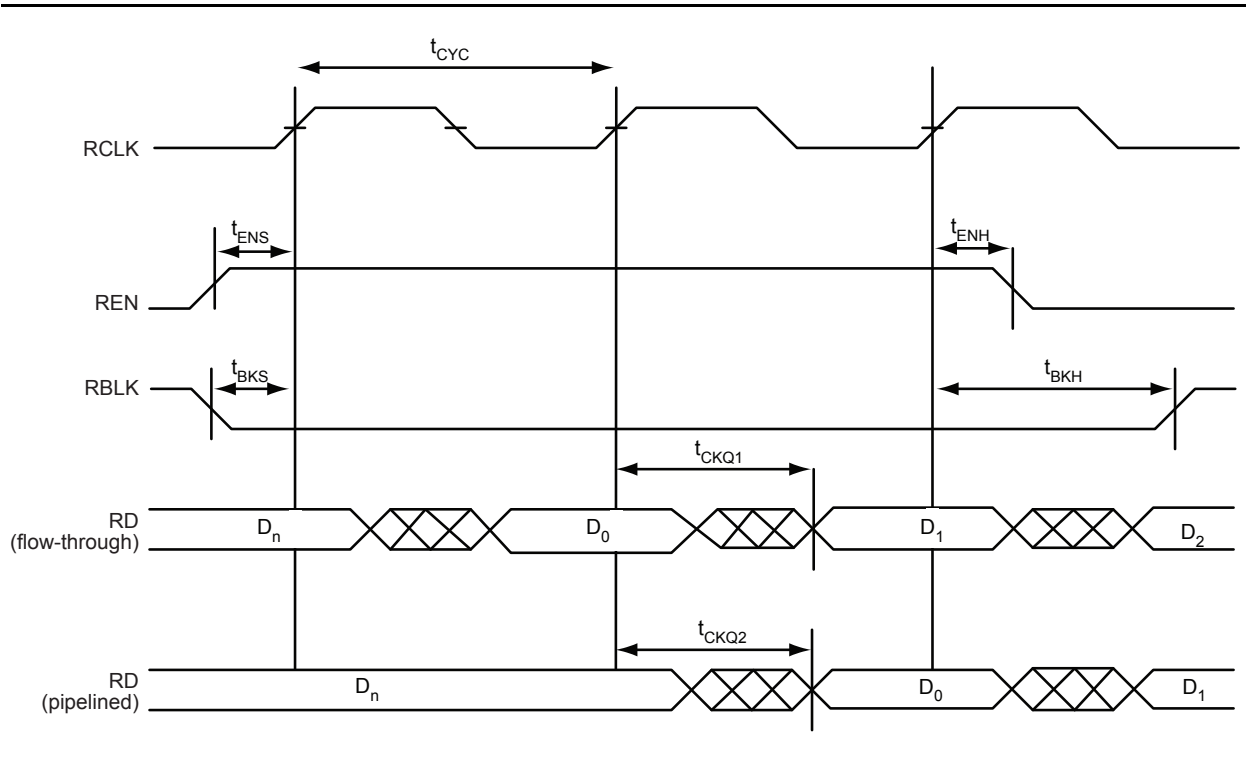 tCYC
RCLK
tENS
tENH
REN
tBKS
tBKH
RBLK
tCKQ1
RD
(flow-through)
Dn
D0
D1
D2
tCKQ2
RD
(pipelined)
Dn
D0
D1